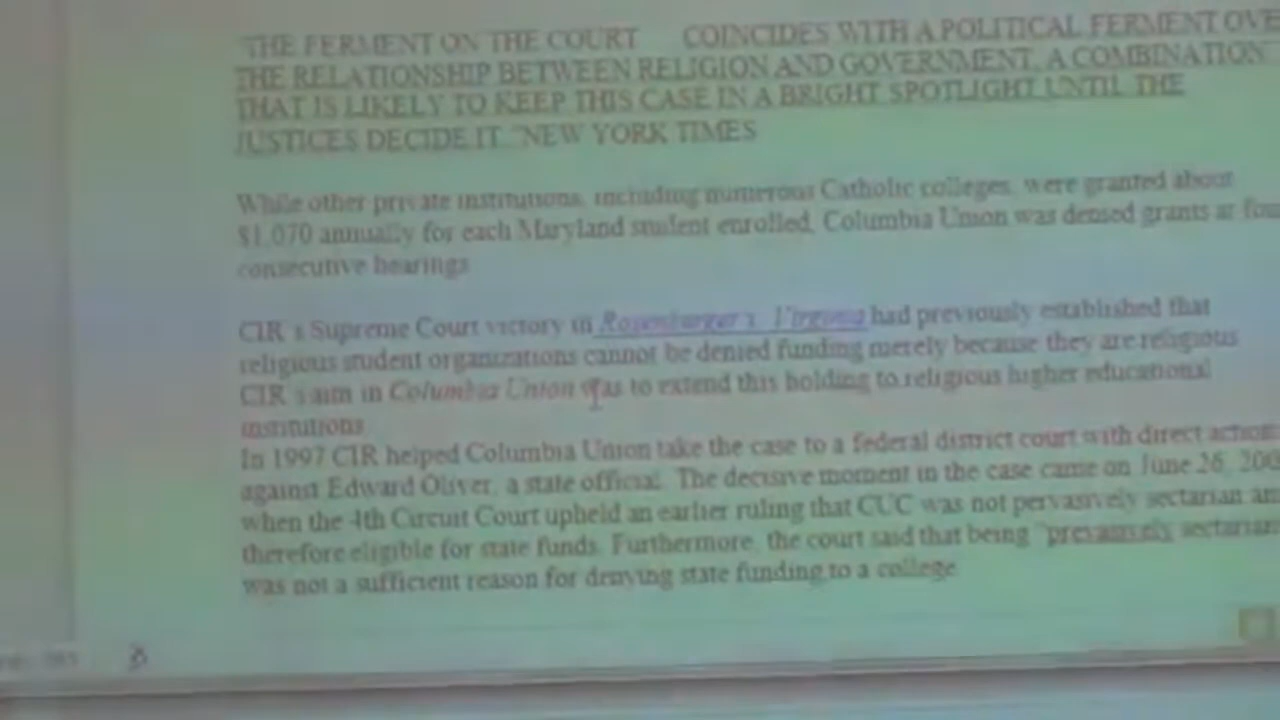 "THE FERMENT ON THE COURT COINCIDES WITH A POLITICAL FERMENT OVE
THE RELATIONSHIP BETWEEN RELIGION AND GOVERNMENT, A COMBINATION
THAT IS LIKELY TO KEEP THIS CASE IN A BRIGHT SPOTLIGHT UNTIL THE
JUSTICES DECIDE IT."NEW YORK TIMES
While other private institutions, including numerous Catholic colleges, were granted about
$1,070 annually for each Maryland student enrolled, Columbia Union was denied grants at four
consecutive hearings
CIR's Supreme Court victory in Rosenburger v. Virginia had previously established that
religious student organizations cannot be denied funding merely because they are religious
CIR's aim in Columbia Union was to extend this holding to religious higher educational
institutions
In 1997 CIR helped Columbia Union take the case to a federal district court with direct action
against Edward Oliver, a state official. The decisive moment in the case came on June 26, 200
when the 4th Circuit Court upheld an earlier ruling that CUC was not pervasively sectarian an
therefore eligible for state funds. Furthermore, the court said that being "prevasively sectarian
was not a sufficient reason for denying state funding to a college